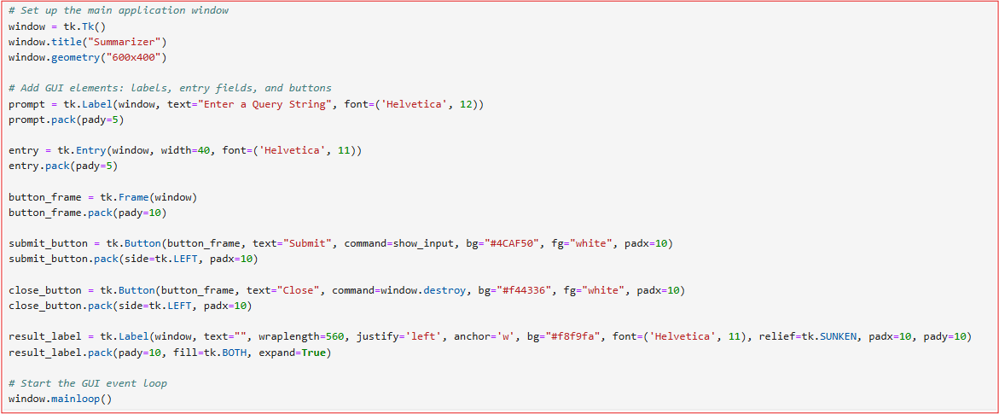 # Set up the main application window
window = tk.Tk()
window.title("Summarizer")
window.geometry("600x400")
# Add GUI elements: labels, entry fields, and buttons
prompt = tk.Label(window, text="Enter a Query String", font=('Helvetica', 12))
prompt.pack(pady=5)
entry = tk.Entry(window, width=40, font=('Helvetica', 11))
entry.pack(pady=5)
button_frame = tk.Frame(window)
button_frame.pack(pady=10)
submit_button = tk.Button(button_frame, text="Submit", command=show_input, bg="#4CAF50", fg="white", padx=10)
submit_button.pack(side=tk.LEFT, padx=10)
close_button = tk.Button(button_frame, text="Close", command=window.destroy, bg="#f44336", fg="white", padx=10)
close_button.pack(side=tk.LEFT, padx=10)
result_label = tk.Label(window, text="", wraplength=560, justify='left', anchor='w', bg="#f8f9fa", font=('Helvetica', 11), relief=tk.SUNKEN, padx=10, pady=10)
result_label.pack(pady=10, fill=tk.BOTH, expand=True)
# Start the GUI event loop
window.mainloop()